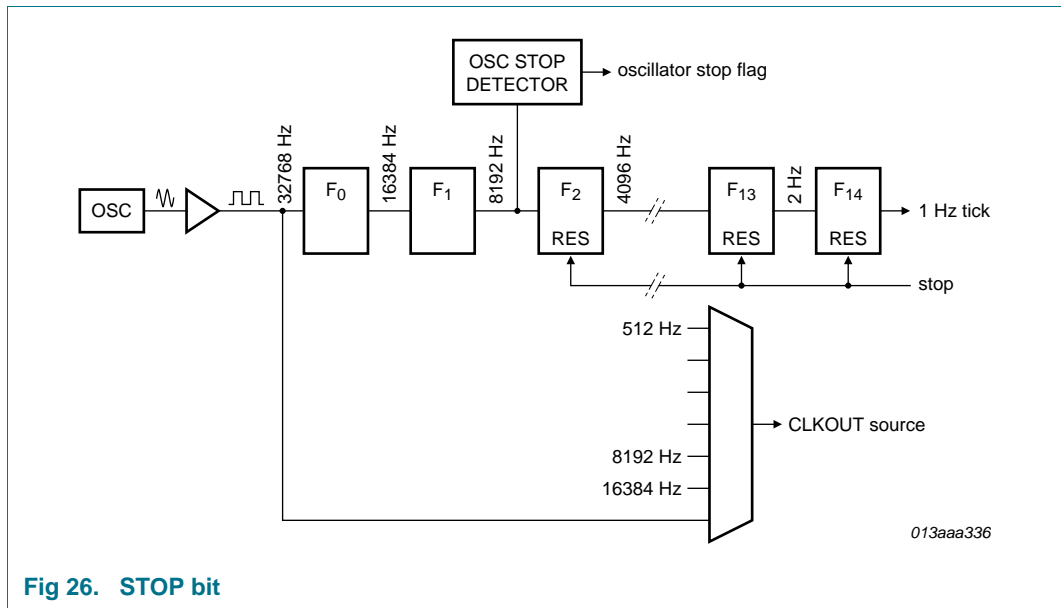 OSC STOP
DETECTOR
oscillator stop flag
32768 Hz
16384 Hz
8192 Hz
4096 Hz
2 Hz
OSC
F0
F1
F2
RES
F13
RES
F14
RES
1 Hz tick
stop
512 Hz
CLKOUT source
8192 Hz
16384 Hz
013aaa336
Fig 26. STOP bit